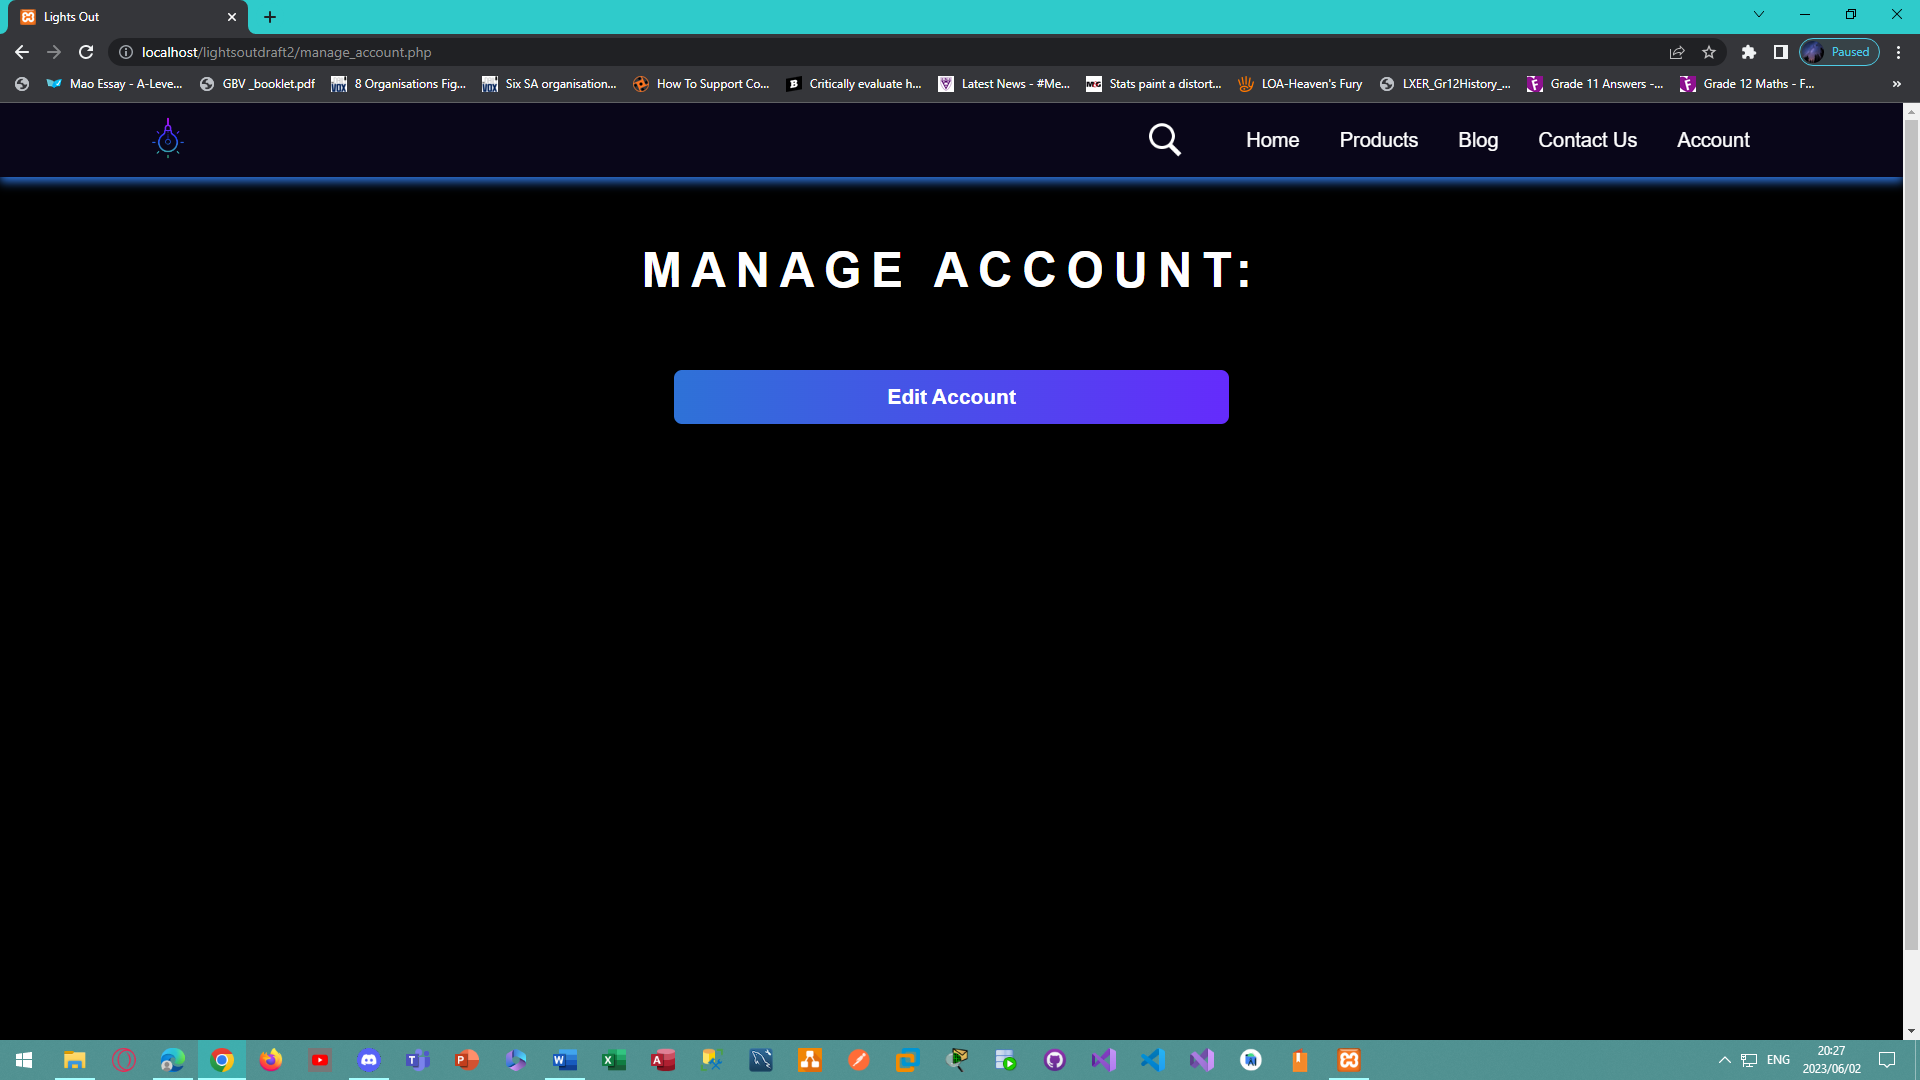 Lights Out
localhost/lightsoutdraft2/manage_account.php
Paused
Mao Essay - A-Leve...
GBV _booklet.pdf
8 Organisations Fig...
Six SA organisation...
How To Support Co...
Critically evaluate h...
Latest News - #Me...
Stats paint a distort...
LOA-Heaven's Fury
LXER_Gr12History_...
Grade 11 Answers -...
Grade 12 Maths - F...
»
Home
Products
Blog
Contact Us
Account
MANAGE ACCOUNT:
Edit Account
ENG
20:27
2023/06/02